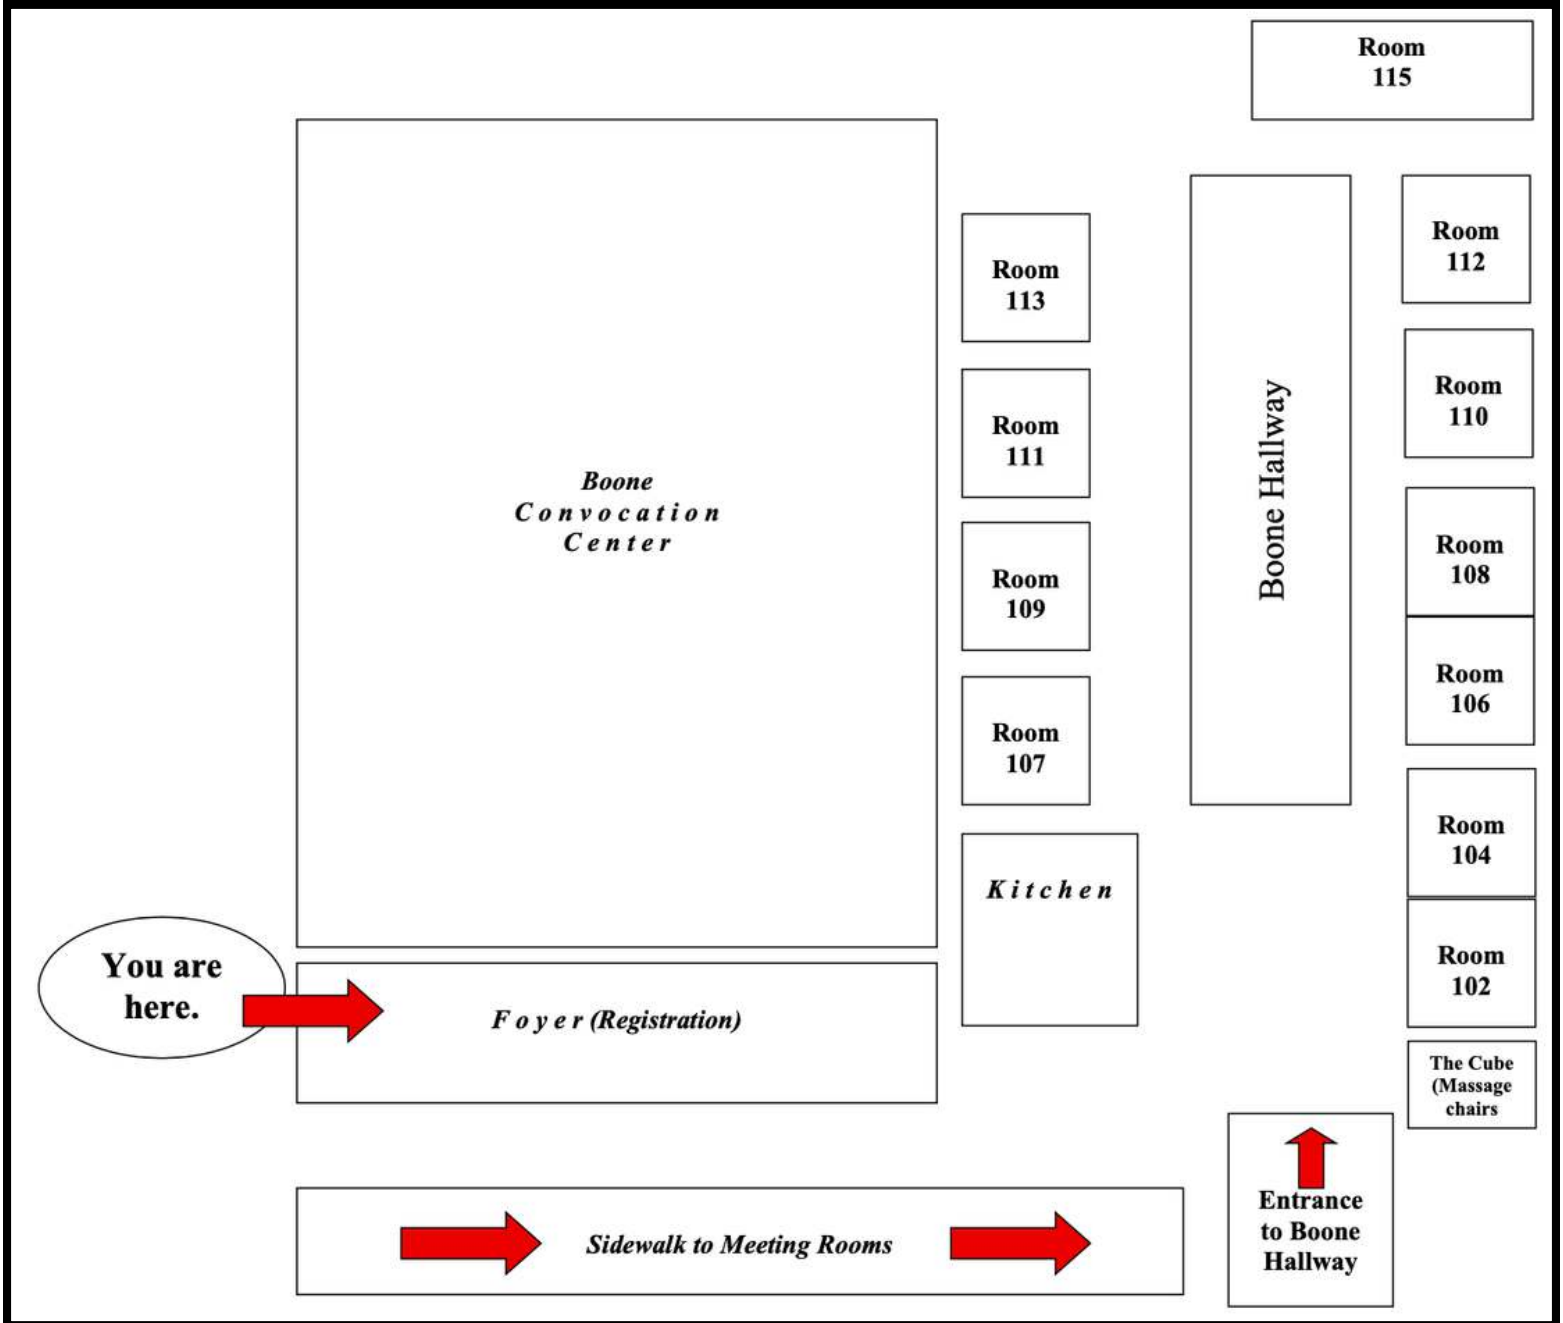 Room
115
Room
112
Room
113
Room
110
Room
111
Boone Hallway
Boone
Convocation
Center
Room
108
Room
109
Room
106
Room
107
Room
104
Kitchen
Room
102
You are
here.
Foyer (Registration)
The Cube
(Massage
chairs
Entrance
to Boone
Hallway
Sidewalk to Meeting Rooms